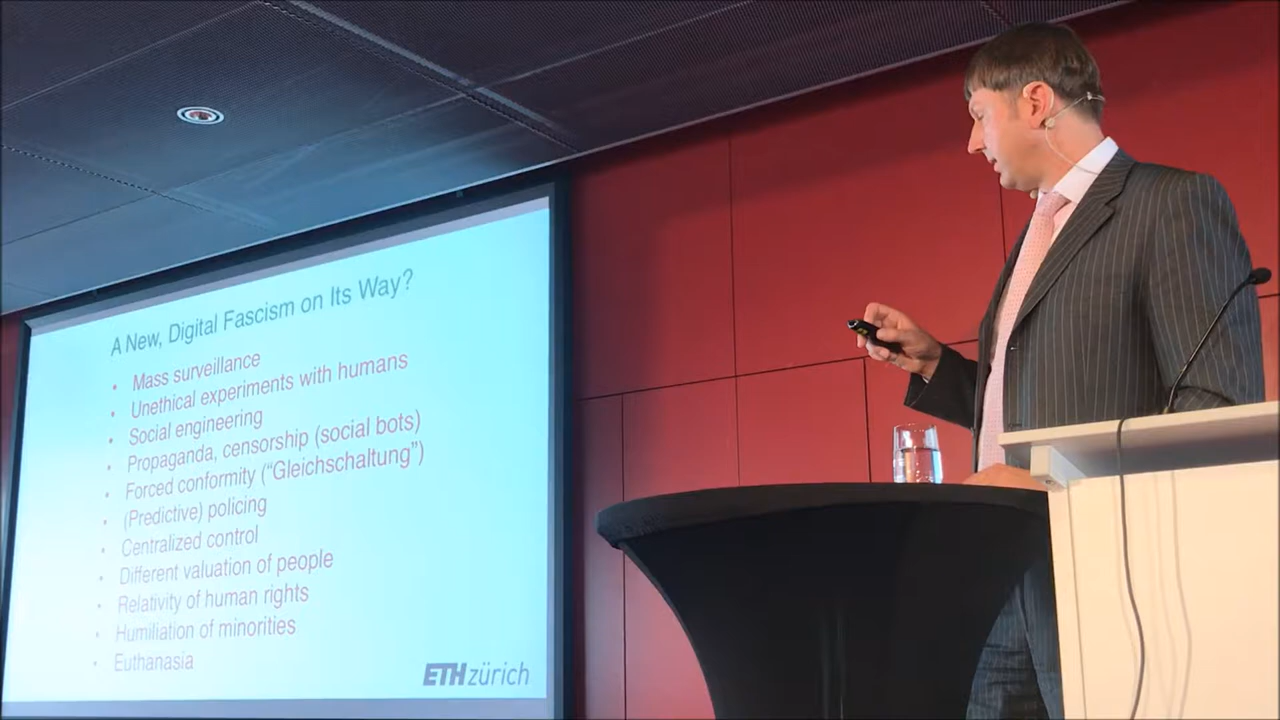 A New, Digital Fascism on Its Way?
• Mass surveillance
• Unethical experiments with humans
• Social engineering
• Propaganda, censorship (social bots)
• Forced conformity (“Gleichschaltung”)
• (Predictive) policing
• Centralized control
• Different valuation of people
• Relativity of human rights
• Humiliation of minorities
• Euthanasia
ETH zürich